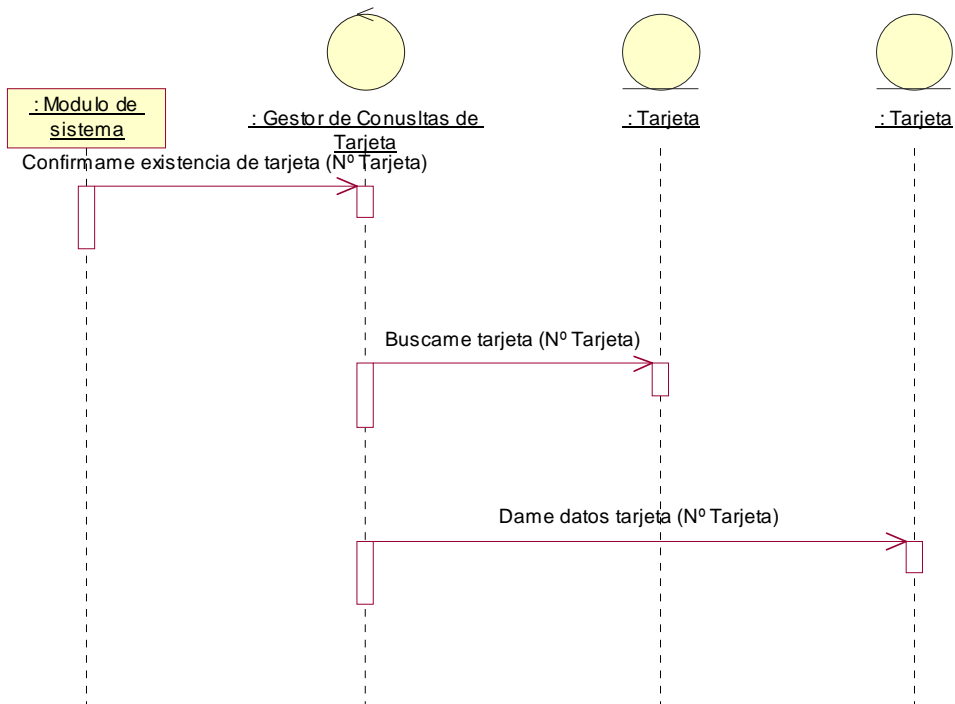 : Modulo de
sistema
: Gestor de Conusltas de
Tarjeta
: Tarjeta
: Tarjeta
Confirmame existencia de tarjeta (Nº Tarjeta)
Buscame tarjeta (Nº Tarjeta)
Dame datos tarjeta (Nº Tarjeta)